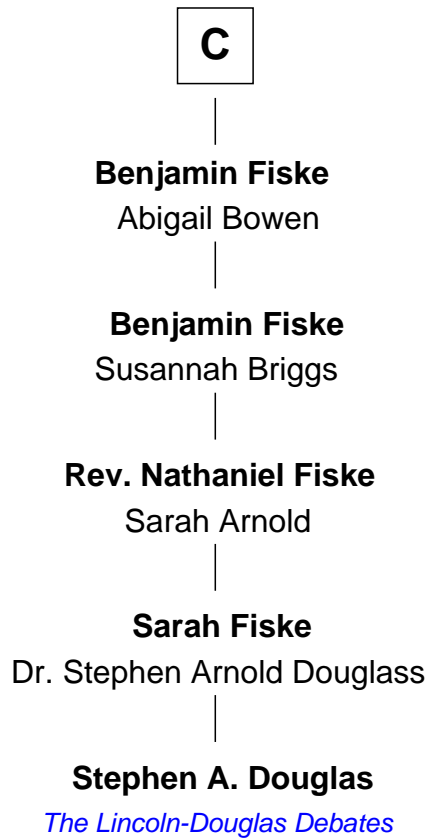 C
Benjamin Fiske
Abigail Bowen
Benjamin Fiske
Susannah Briggs
Rev. Nathaniel Fiske
Sarah Arnold
Sarah Fiske
Dr. Stephen Arnold Douglass
Stephen A. Douglas
The Lincoln-Douglas Debates